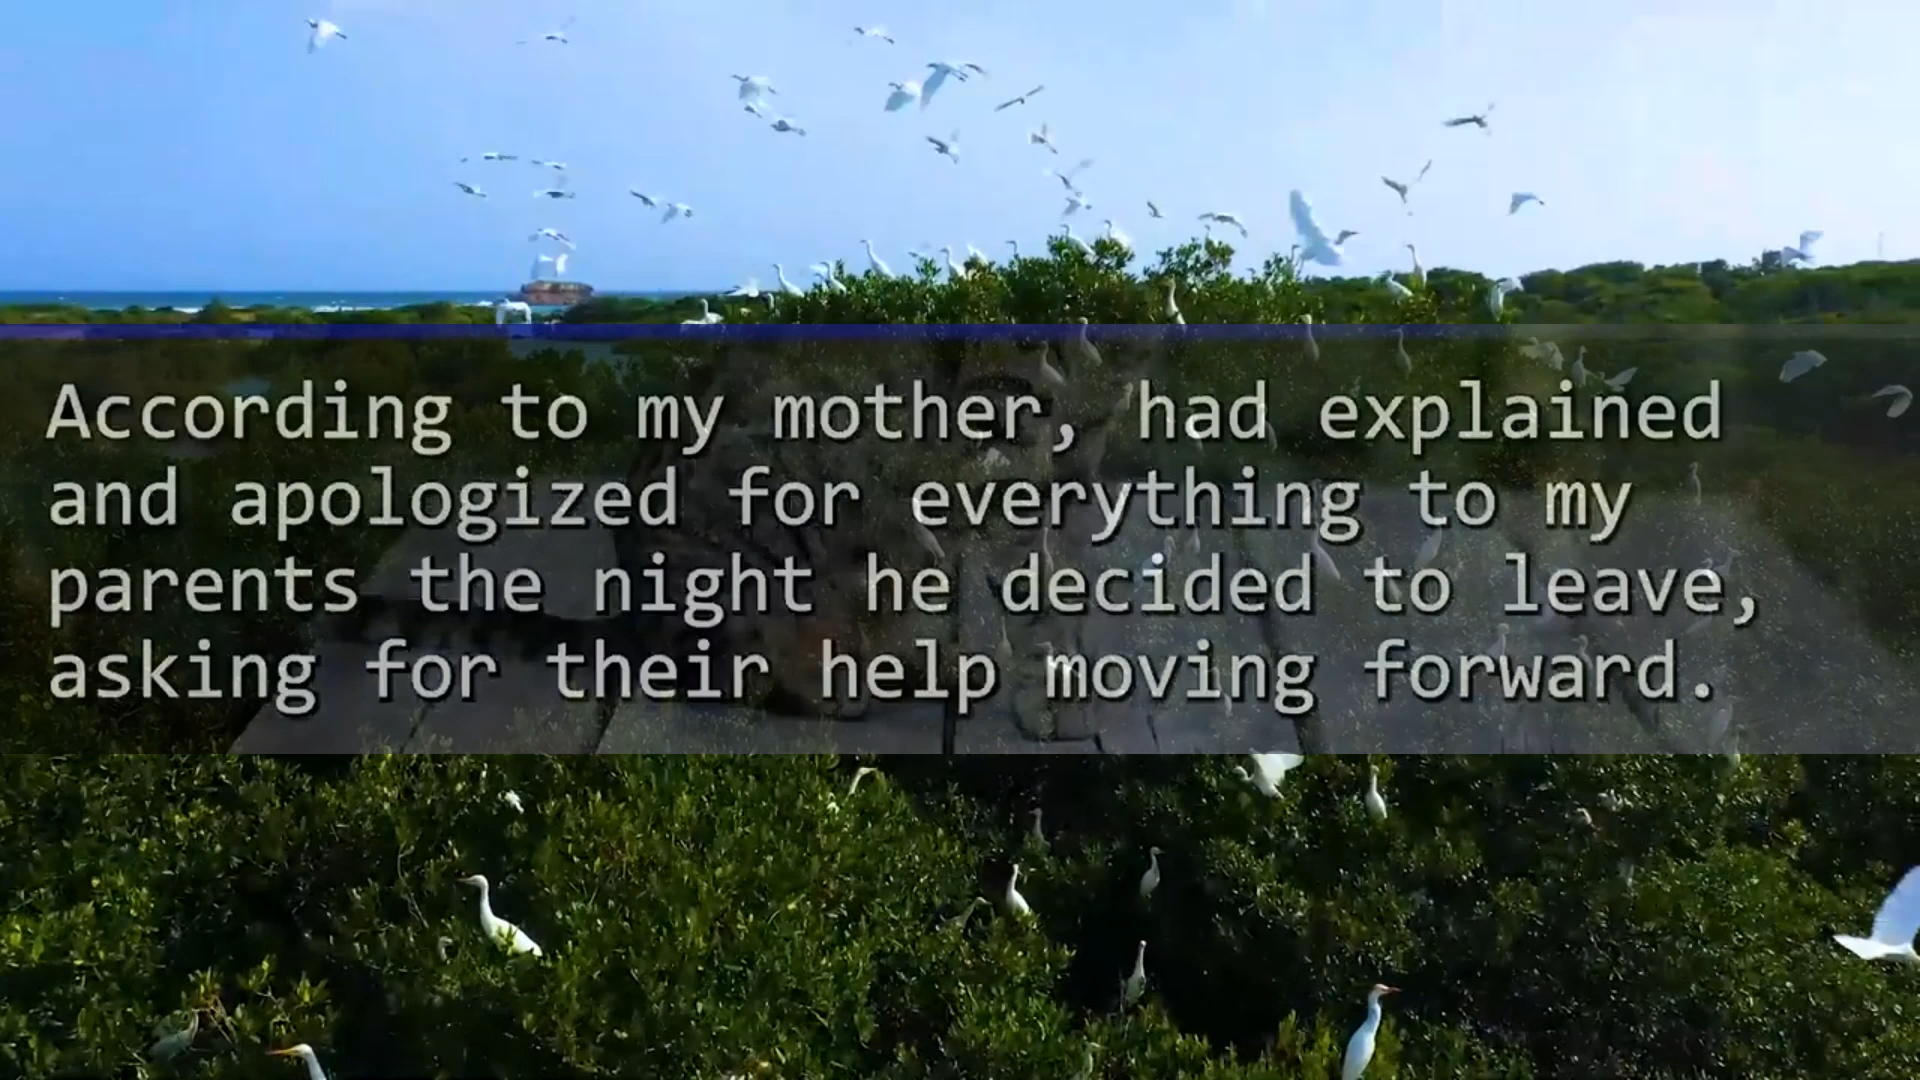 According to my mother, had explained
and apologized for everything to my
parents the night he decided to leave,
asking for their help moving forward.